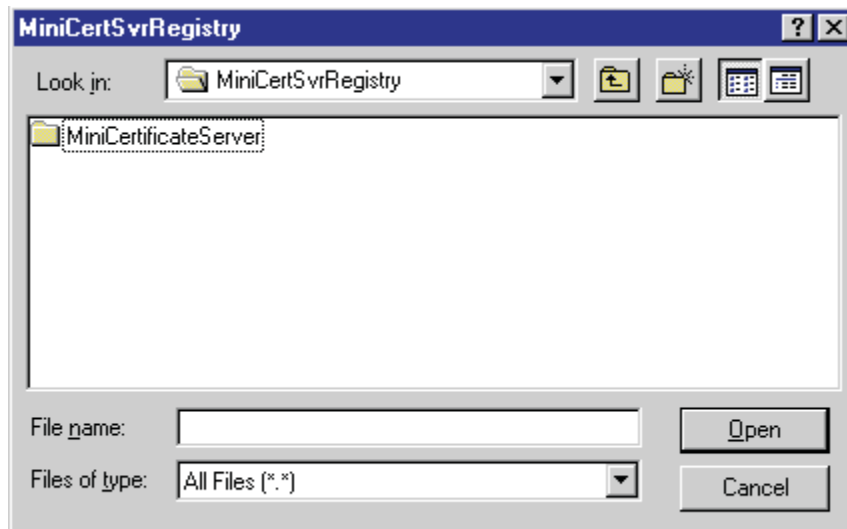 MiniCertSvrRegistry
Look in: MiniCertSvrRegistry
MiniCertificateServer
File name: Open
Files of type: All Files (*.*) Cancel